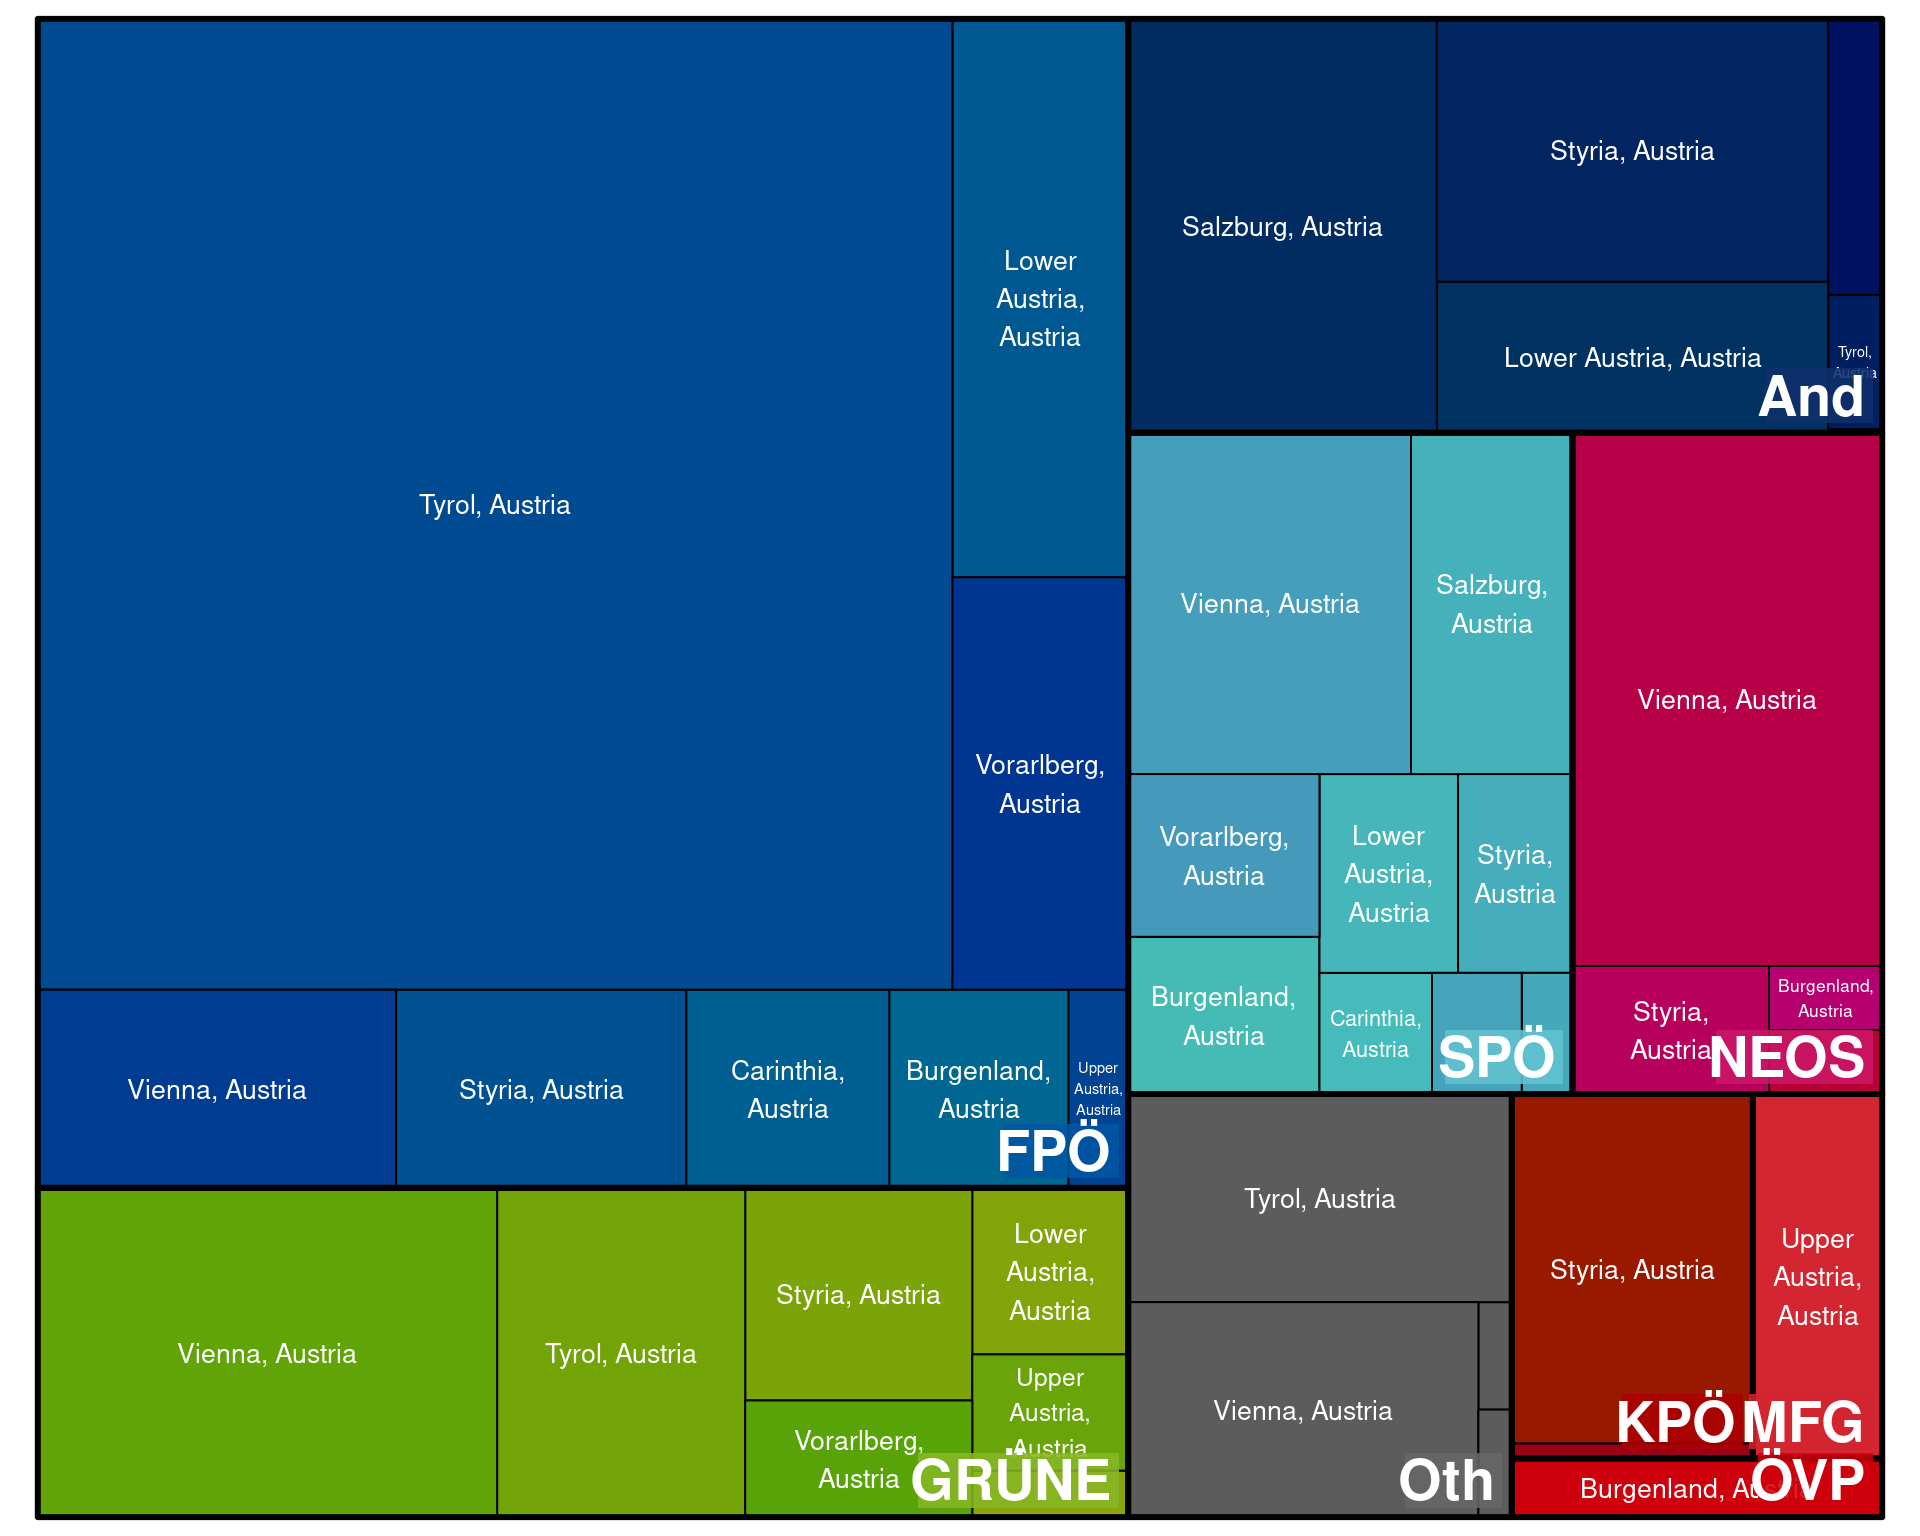 Tyrol, Austria
Lower
Austria,
Austria
Vorarlberg,
Austria
Vienna, Austria
Styria, Austria
Carinthia,
Austria
Burgenland,
Austria
Upper
Austria,
Austria
FPÖ
Vienna, Austria
Tyrol, Austria
Styria, Austria
Vorarlberg,
Austria
Lower
Austria,
Austria
Upper
Austria,
Austria
GRÜNE
Salzburg, Austria
Styria, Austria
Lower Austria, Austria
Tyrol,
Austria
And
Vienna, Austria
Salzburg,
Austria
Vorarlberg,
Austria
Burgenland,
Austria
Lower
Austria,
Austria
Styria,
Austria
Carinthia,
Austria
SPÖ
Vienna, Austria
Styria,
Austria
Burgenland,
Austria
NEOS
Tyrol, Austria
Vienna, Austria
Oth
Styria, Austria
KPÖ
Upper
Austria,
Austria
MFG
Burgenland, Austria
ÖVP